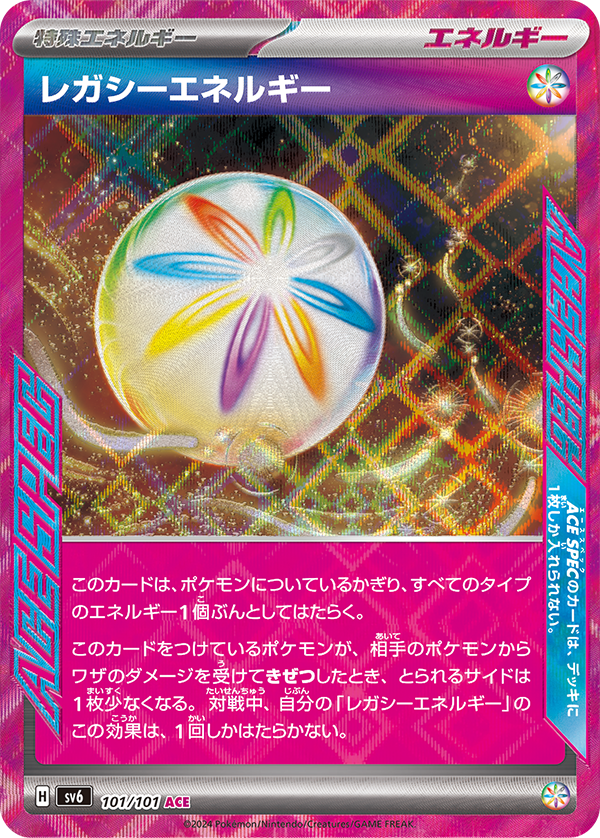 特殊エネルギー
エネルギー
レガシーエネルギー
ACE SPEC
ACE SPEC
ACE SPECのカードは、デッキに
1枚しか入れられない。
このカードは、ポケモンについているかぎり、すべてのタイプ
のエネルギー1個ぶんとしてはたらく。
このカードをつけているポケモンが、相手のポケモンから
ワザのダメージを受けてきぜつしたとき、とられるサイドは
1枚少なくなる。対戦中、自分の「レガシーエネルギー」の
この効果は、1回しかはたらかない。
H SV6 101/101 ACE
©2024 Pokémon/Nintendo/Creatures/GAME FREAK.